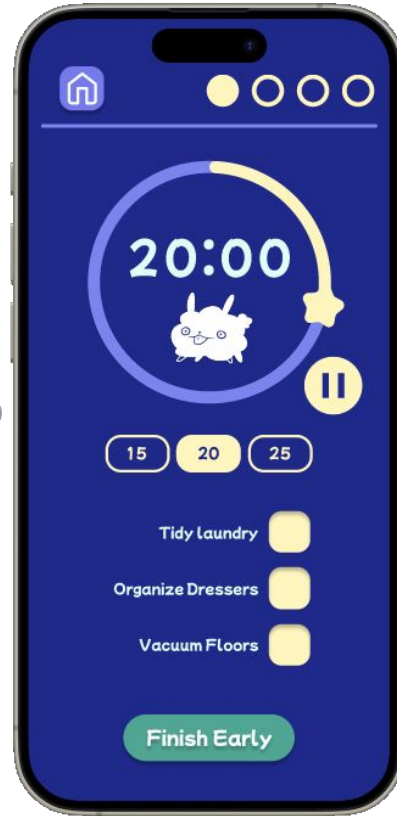 20:00
15 20 25
Tidy laundry
Organize Dressers
Vacuum Floors
Finish Early